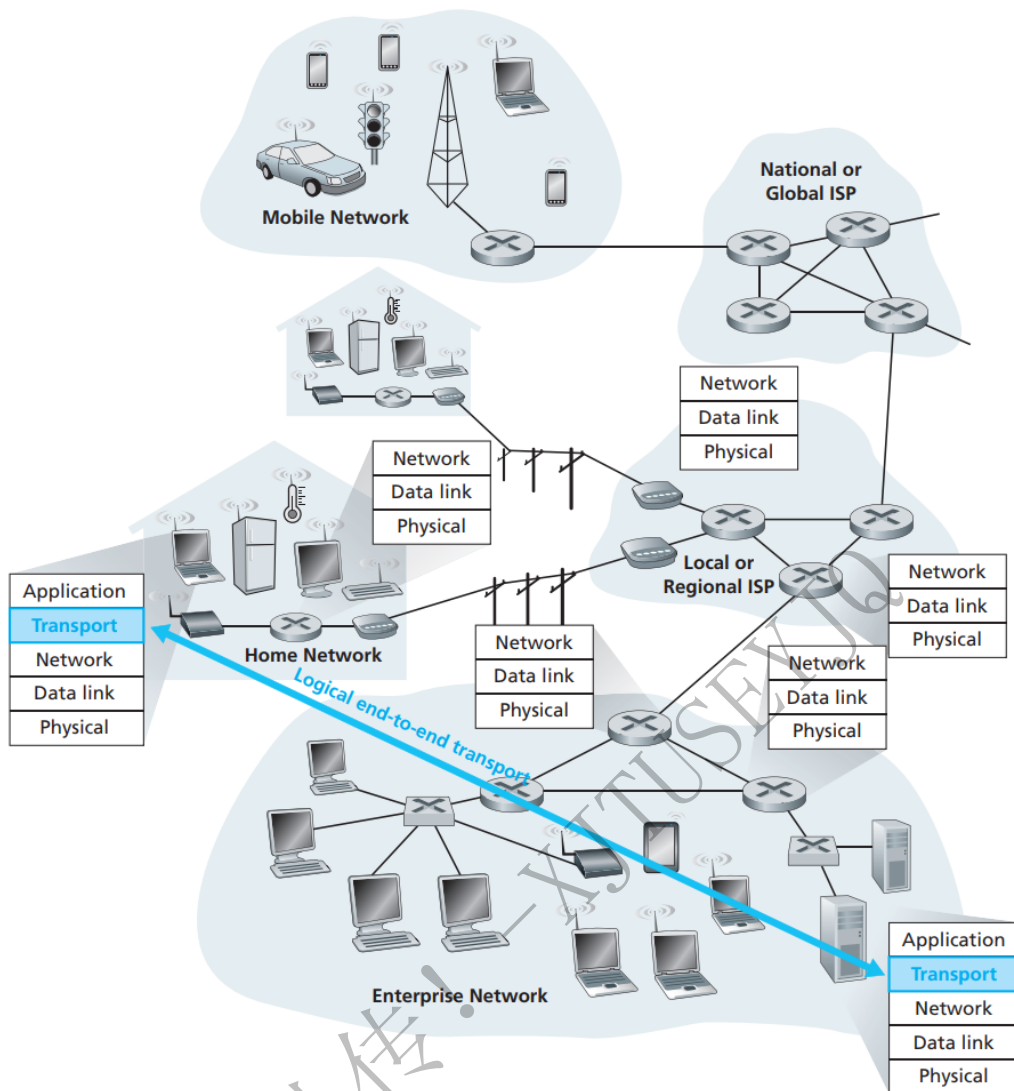 National or
Global ISP
Mobile Network
Network
Data link
Physical
Network
Data link
Physical
Local or
Regional ISP
Network
Data link
Physical
Application
Transport
Network
Data link
Physical
Home Network
Network
Data link
Physical
Network
Data link
Physical
Logical end-to-end transport
Enterprise Network
Application
Transport
Network
Data link
Physical
传！-XJTUSEYJQ